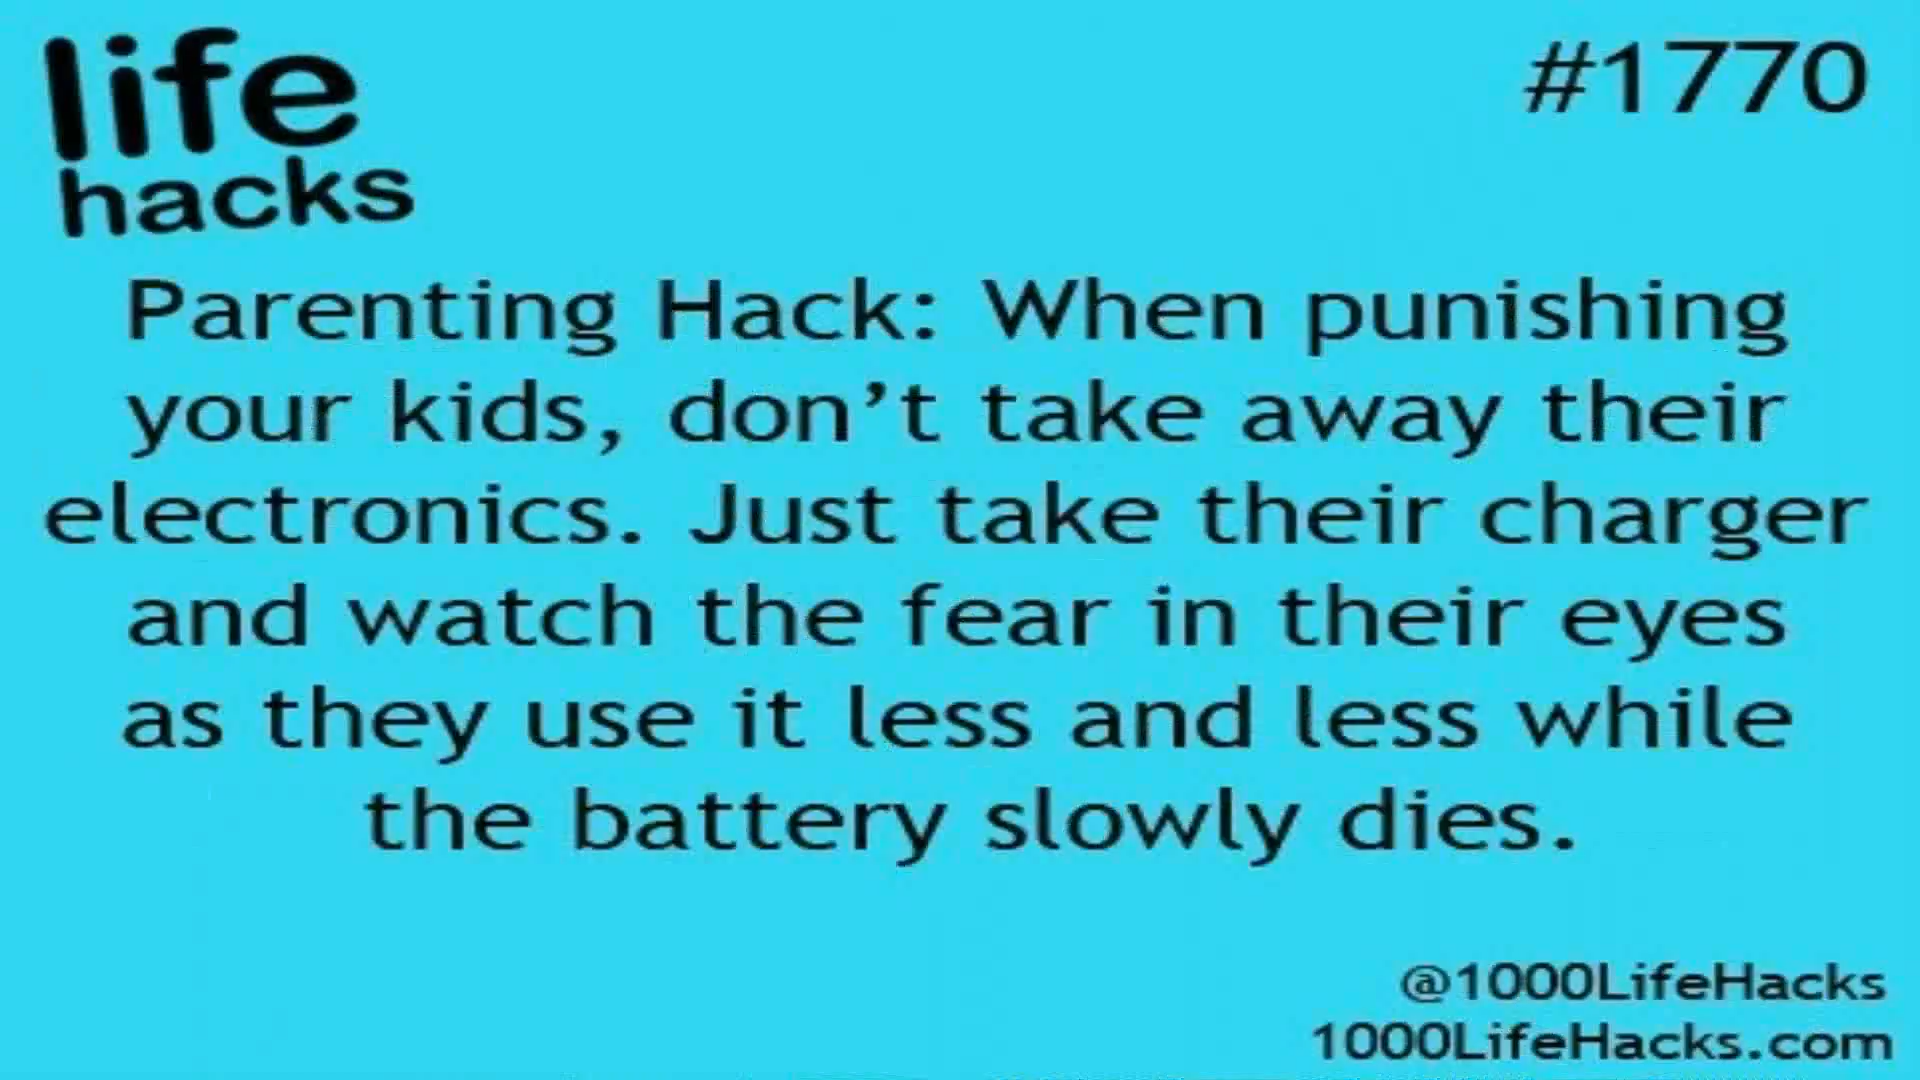 life
hacks
#1770
Parenting Hack: When punishing
your kids, don’t take away their
electronics. Just take their charger
and watch the fear in their eyes
as they use it less and less while
the battery slowly dies.
@1000LifeHacks
1000LifeHacks.com